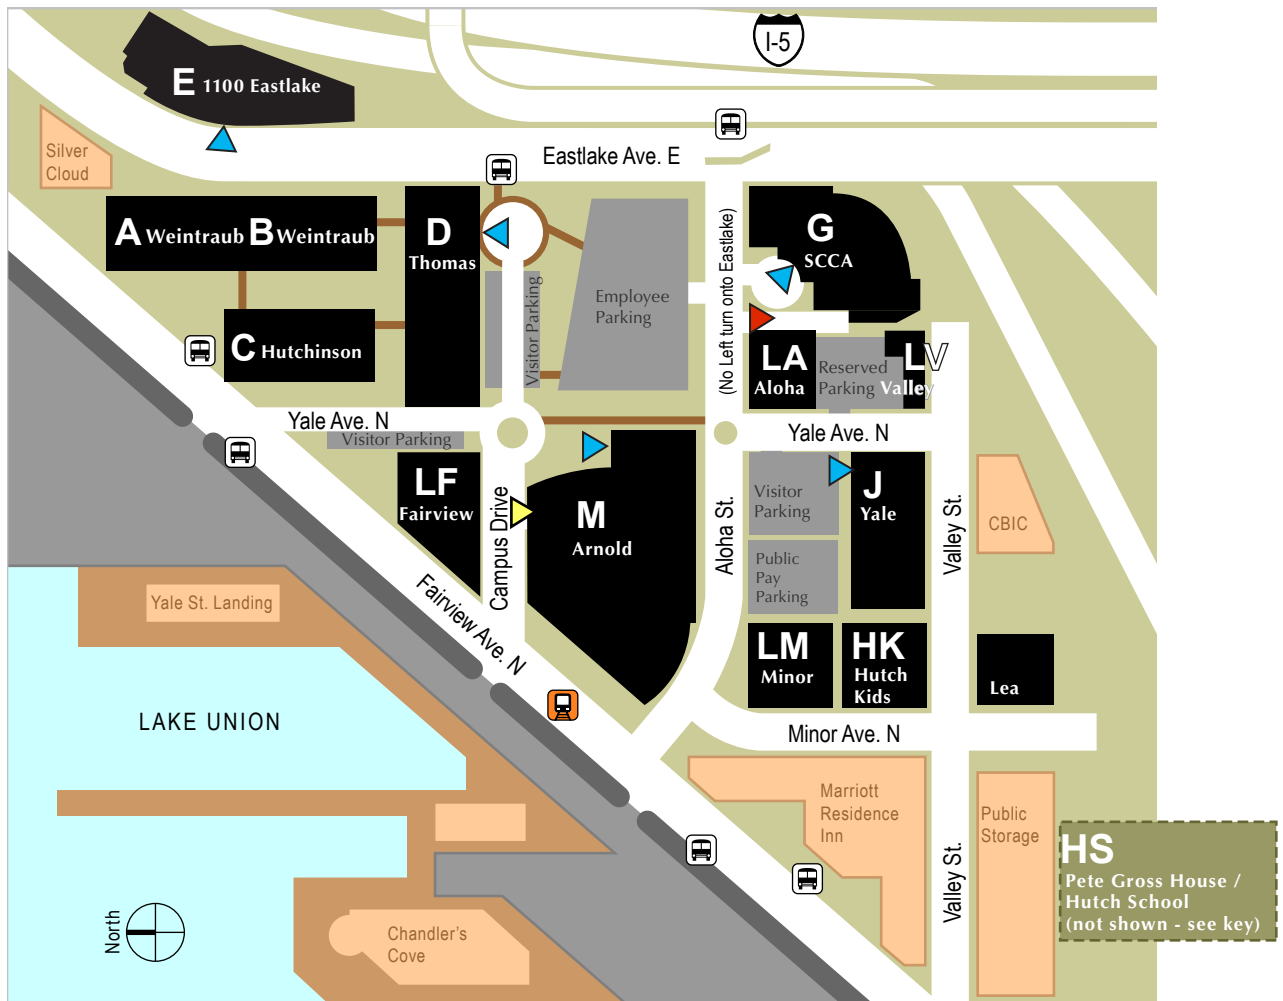 I-5
E 1100 Eastlake
Silver
Cloud
Eastlake Ave. E
A Weintraub B Weintraub
D
Thomas
G
SCCA
(No Left turn onto Eastlake)
Visitor Parking
Employee
Parking
C Hutchinson
LA
Aloha
Reserved
Parking
LV
Valley
Yale Ave. N
Visitor Parking
Yale Ave. N
LF
Fairview
Campus Drive
M
Arnold
Aloha St.
Visitor
Parking
J
Yale
Valley St.
CBIC
Public
Pay
Parking
Yale St. Landing
Fairview Ave. N
LM
Minor
HK
Hutch
Kids
Lea
LAKE UNION
Minor Ave. N
Marriott
Residence
Inn
Public
Storage
Valley St.
HS
Pete Gross House /
Hutch School
(not shown - see key)
North
Chandler's
Cove